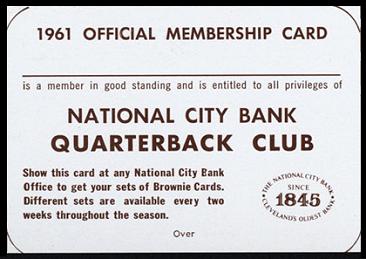 1961 OFFICIAL MEMBERSHIP CARD
is a member in good standing and is entitled to all privileges of
NATIONAL CITY BANK
QUARTERBACK CLUB
Show this card at any National City Bank
Office to get your sets of Brownie Cards.
Different sets are available every two
weeks throughout the season.
THE NATIONAL CITY BANK
SINCE
1845
CLEVELAND'S OLDEST BANK
Over